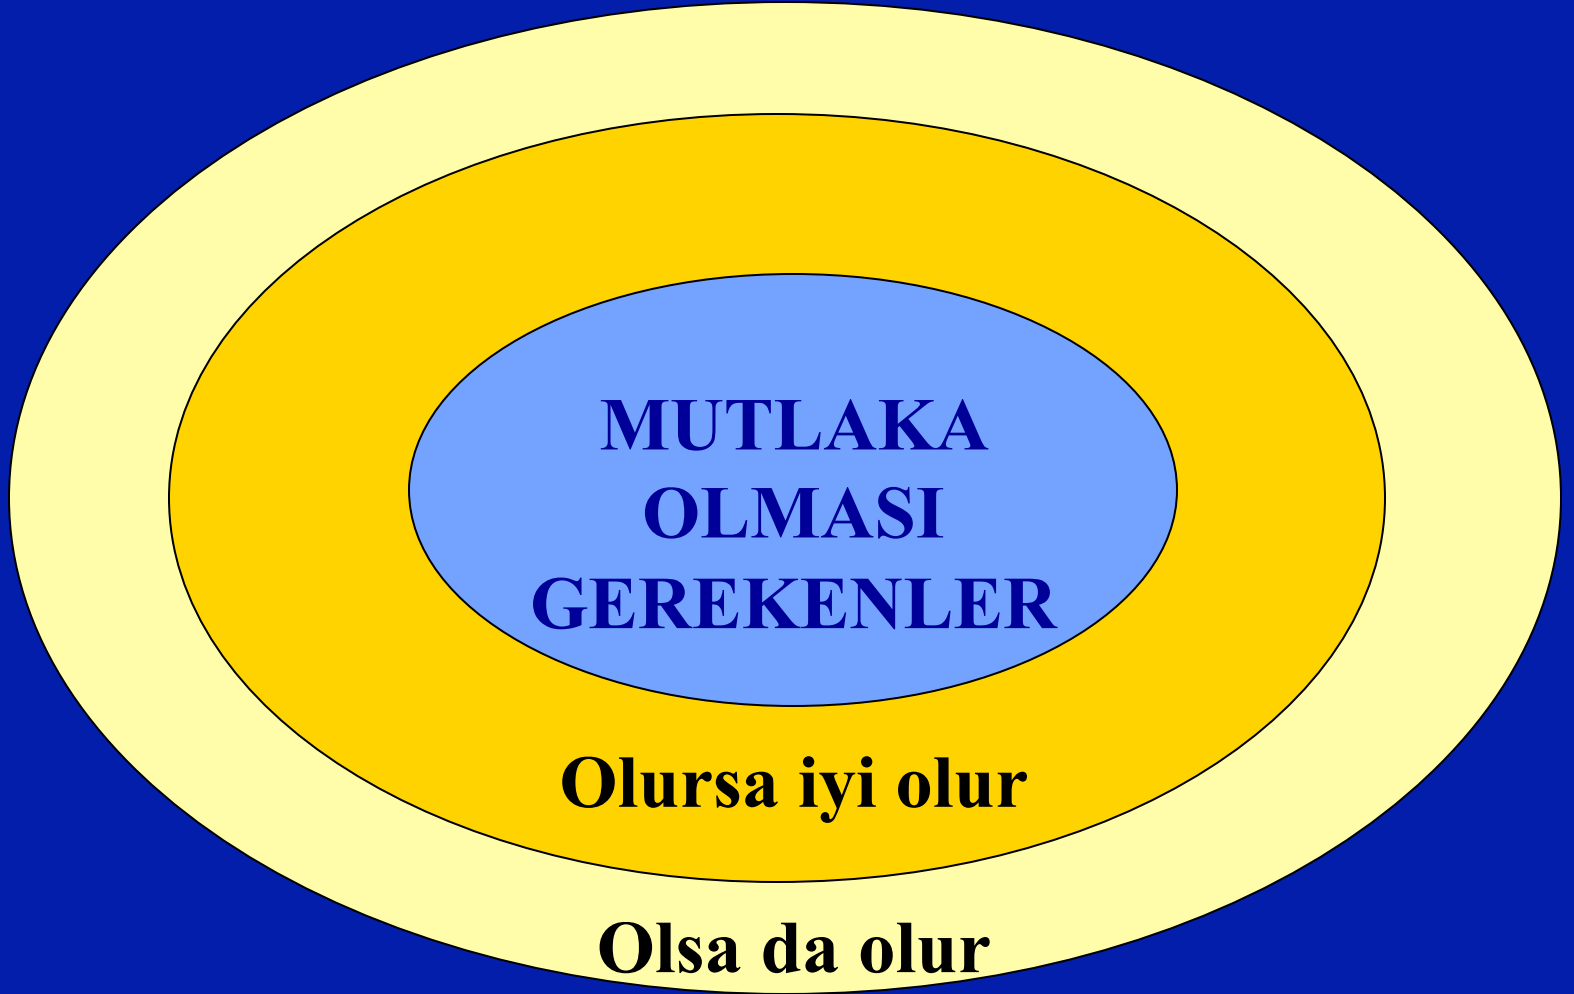 MUTLAKA
OLMASI
GEREKENLER
Olursa iyi olur
Olsa da olur